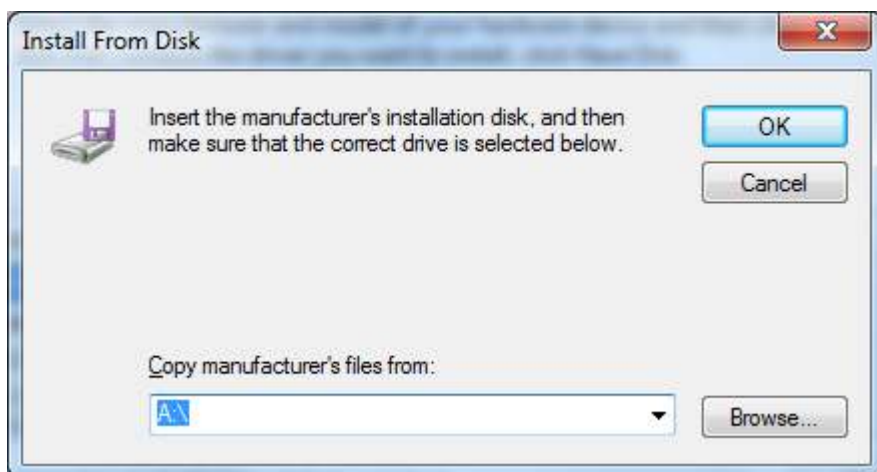 Install From Disk
Insert the manufacturer's installation disk, and then
make sure that the correct drive is selected below.
OK
Cancel
Copy manufacturer's files from:
A:\
Browse...